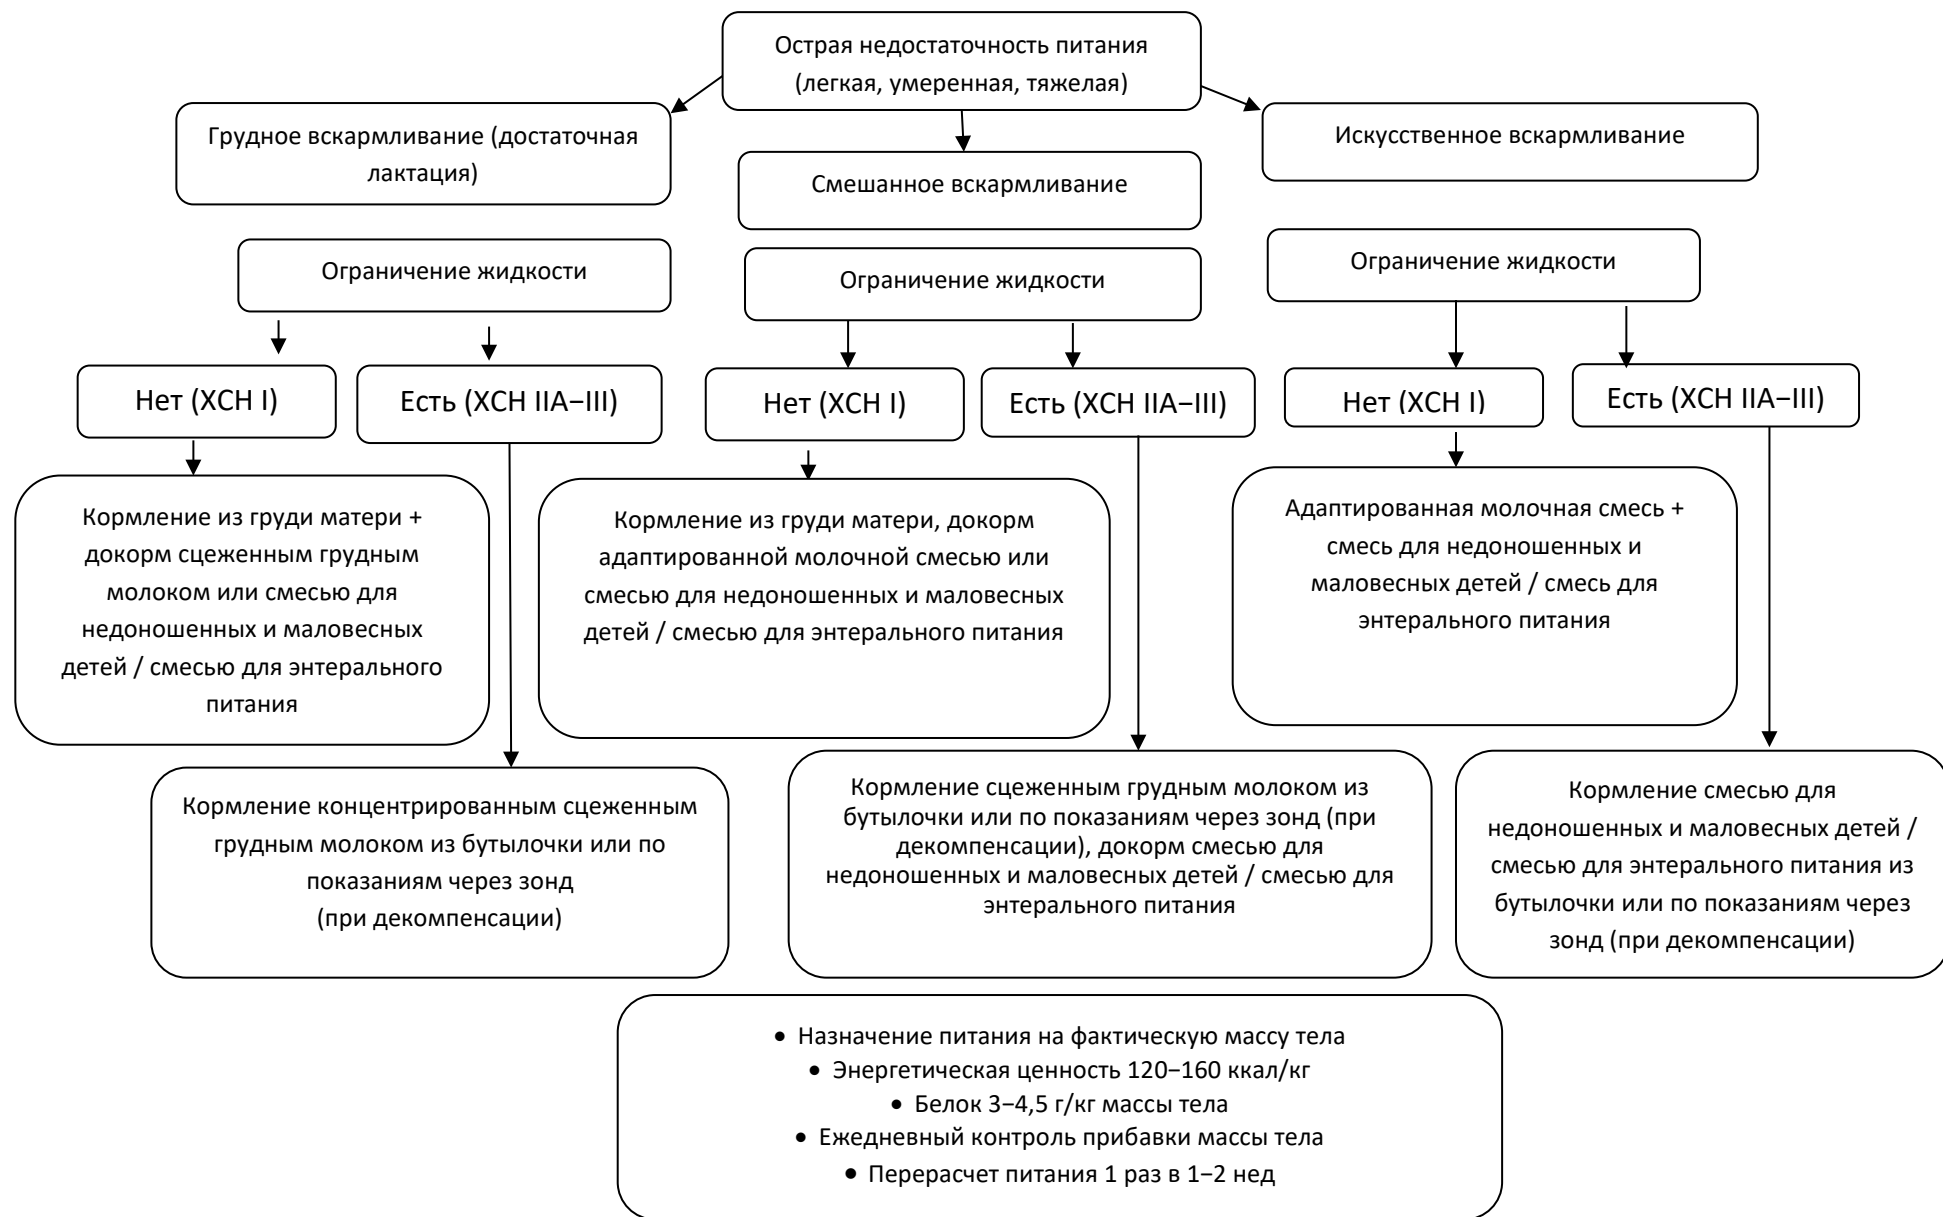 Острая недостаточность питания
(легкая, умеренная, тяжелая)
Грудное вскармливание (достаточная
лактация)
Смешанное вскармливание
Искусственное вскармливание
Ограничение жидкости
Ограничение жидкости
Ограничение жидкости
Нет (ХСН I)
Есть (ХСН IIА–III)
Нет (ХСН I)
Есть (ХСН IIА–III)
Нет (ХСН I)
Есть (ХСН IIА–III)
Кормление из груди матери +
докорм сцеженным грудным
молоком или смесью для
недоношенных и маловесных
детей / смесью для энтерального
питания
Кормление из груди матери, докорм
адаптированной молочной смесью или
смесью для недоношенных и маловесных
детей / смесью для энтерального питания
Адаптированная молочная смесь +
смесь для недоношенных и
маловесных детей / смесь для
энтерального питания
Кормление концентрированным сцеженным
грудным молоком из бутылочки или по
показаниям через зонд
(при декомпенсации)
Кормление сцеженным грудным молоком из
бутылочки или по показаниям через зонд (при
декомпенсации), докорм смесью для
недоношенных и маловесных детей / смесью для
энтерального питания
Кормление смесью для
недоношенных и маловесных детей /
смесью для энтерального питания из
бутылочки или по показаниям через
зонд (при декомпенсации)
• Назначение питания на фактическую массу тела
• Энергетическая ценность 120–160 ккал/кг
• Белок 3–4,5 г/кг массы тела
• Ежедневный контроль прибавки массы тела
• Перерасчет питания 1 раз в 1–2 нед